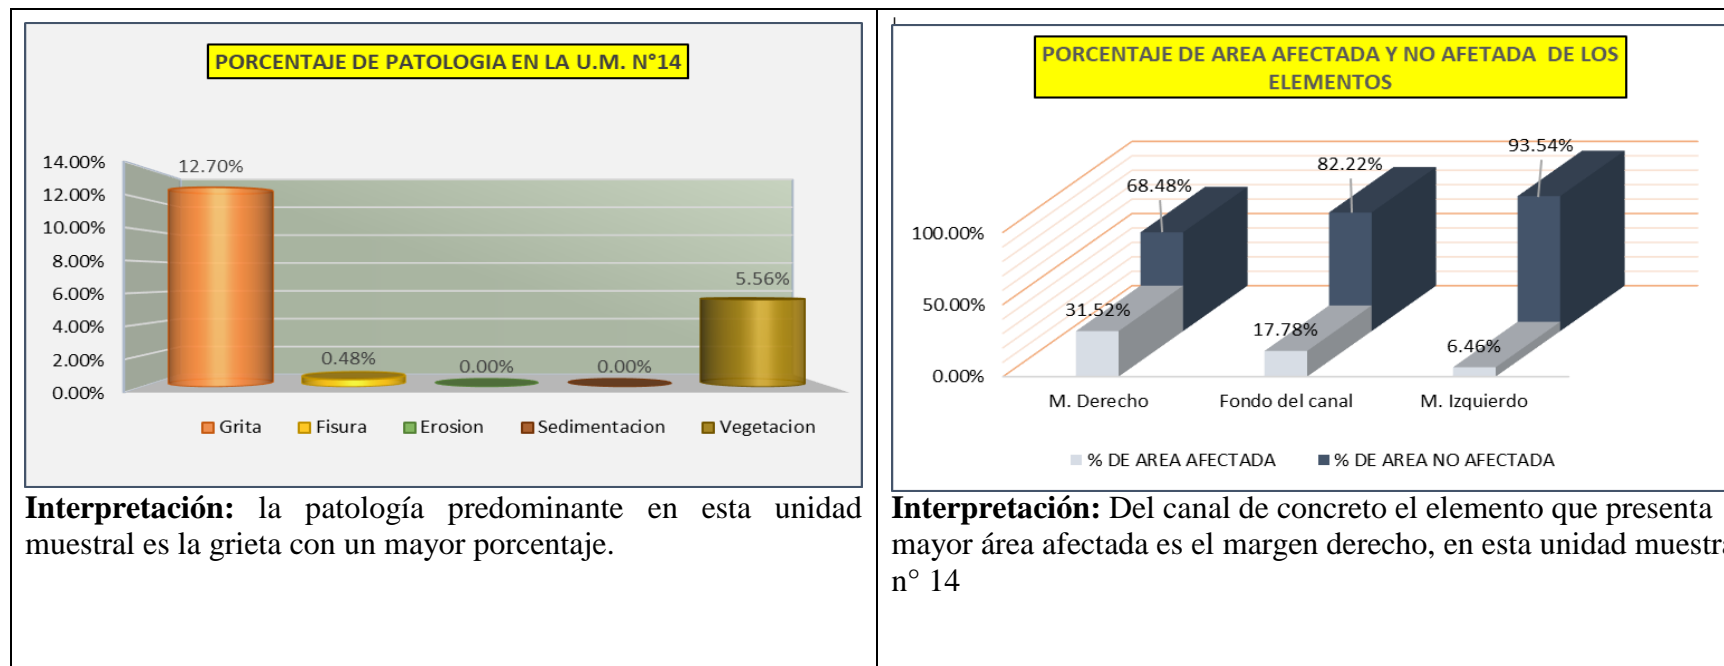 PORCENTAJE DE PATOLOGIA EN LA U.M. N°14
14.00%
12.00%
10.00%
8.00%
6.00%
4.00%
2.00%
0.00%
12.70%
0.48%
0.00%
0.00%
5.56%
Grita Fisura Erosion Sedimentacion Vegetacion
Interpretación: la patología predominante en esta unidad
muestral es la grieta con un mayor porcentaje.
PORCENTAJE DE AREA AFECTADA Y NO AFETADA DE LOS
ELEMENTOS
100.00%
50.00%
0.00%
68.48%
82.22%
93.54%
31.52%
17.78%
6.46%
M. Derecho Fondo del canal M. Izquierdo
% DE AREA AFECTADA % DE AREA NO AFECTADA
Interpretación: Del canal de concreto el elemento que presenta
mayor área afectada es el margen derecho, en esta unidad muestra
n° 14